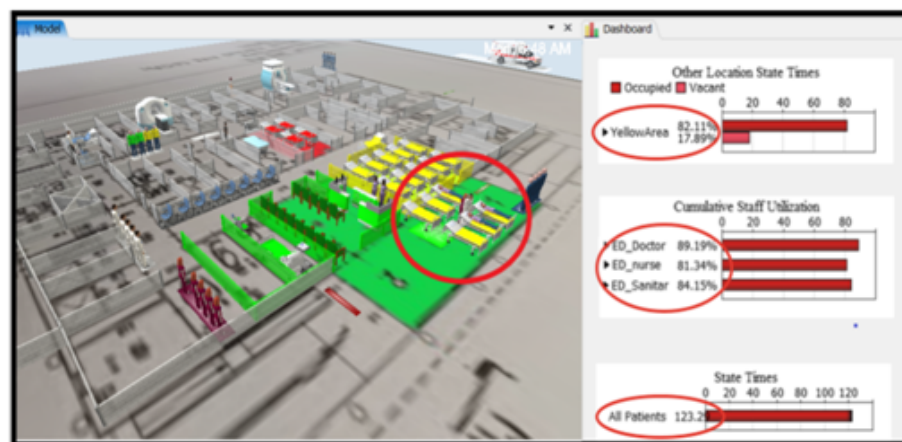 Model
Dashboard
Other Location State Times
Occupied Vacant
20 40 60 80
YellowArea 82.11%
17.89%
Cumulative Staff Utilization
20 40 60 80
ED_Doctor 89.19%
ED_nurse 81.34%
ED_Sanitar 84.15%
State Times
0 20 40 60 80 100 120
All Patients 123.2